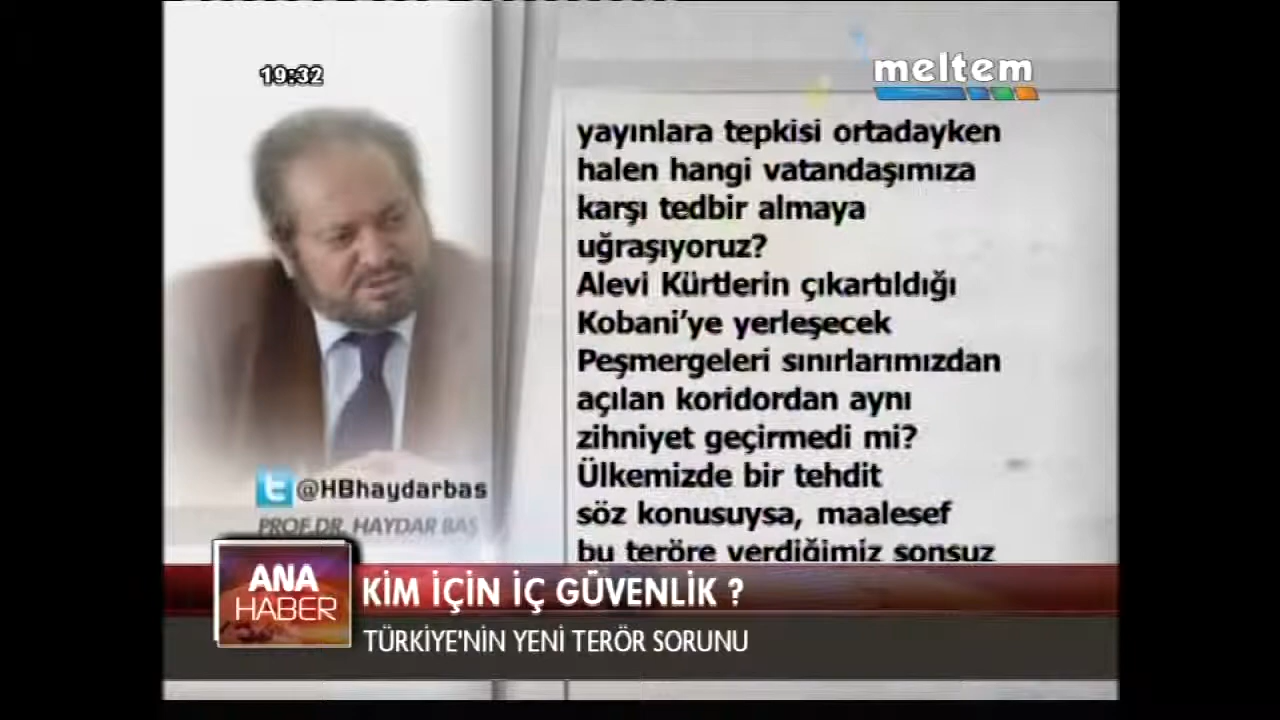 19:32
meltem
yayınlara tepkisi ortadayken
halen hangi vatandaşımıza
karşı tedbir almaya
uğraşıyoruz?
Alevi Kürtlerin çıkartıldığı
Kobani'ye yerleşecek
Peşmergeleri sınırlarımızdan
açılan koridordan aynı
zihniyet geçirmedi mi?
Ülkemizde bir tehdit
söz konusuysa, maalesef
bu teröre verdiğimiz sonsuz
@HBhaydarbas
PROF.DR. HAYDAR BAŞ
ANA
HABER
KİM İÇİN İÇ GÜVENLİK ?
TÜRKİYE'NİN YENİ TERÖR SORUNU